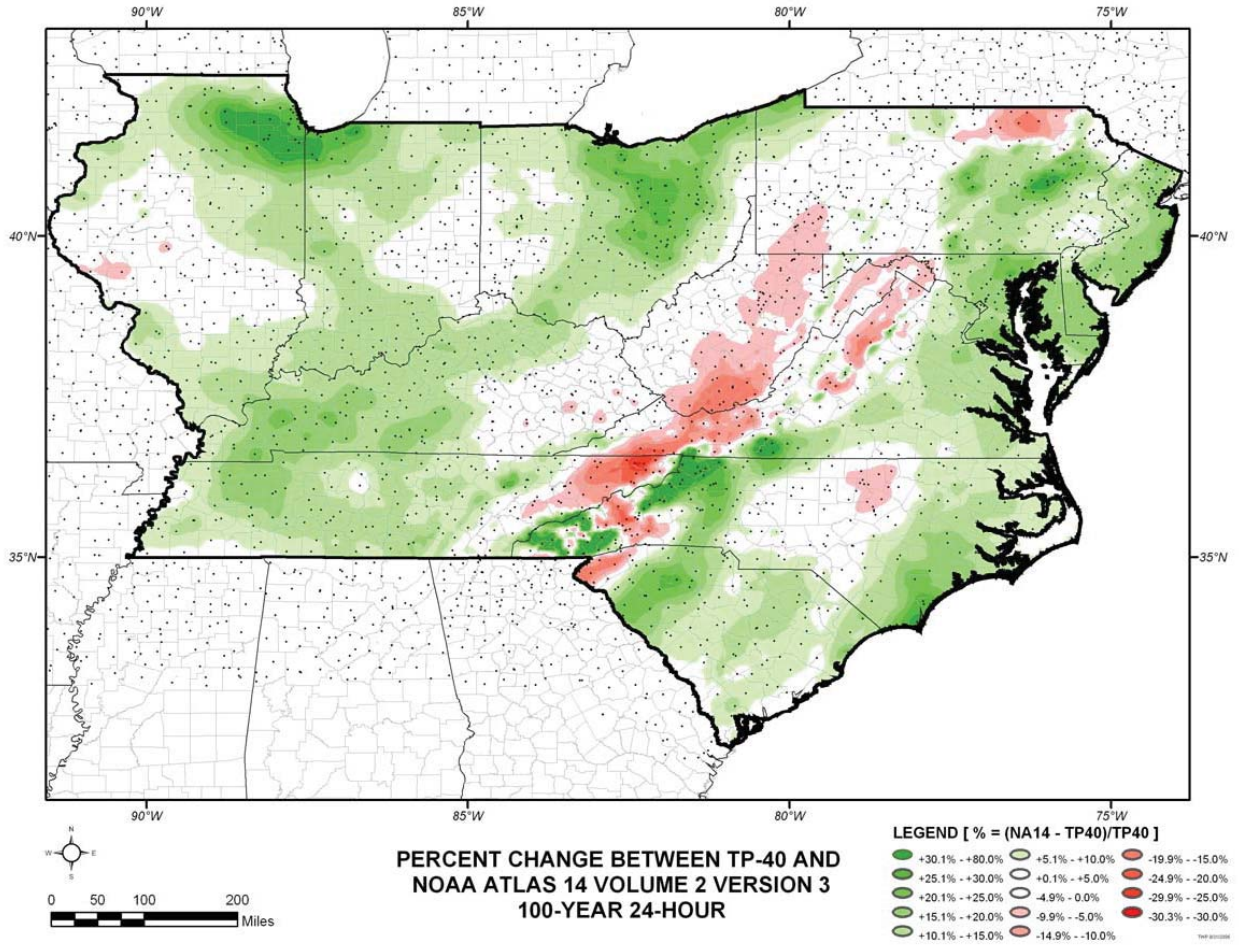 90°W 85°W 80°W 75°W
40°N 40°N
35°N 35°N
90°W 85°W 80°W 75°W
N
W E
S
0 50 100 200
Miles
PERCENT CHANGE BETWEEN TP-40 AND
NOAA ATLAS 14 VOLUME 2 VERSION 3
100-YEAR 24-HOUR
LEGEND [ % = (NA14 - TP40)/TP40 ]
+30.1% - +80.0% +5.1% - +10.0% -19.9% - -15.0%
+25.1% - +30.0% +0.1% - +5.0% -24.9% - -20.0%
+20.1% - +25.0% -4.9% - 0.0% -29.9% - -25.0%
+15.1% - +20.0% -9.9% - -5.0% -30.3% - -30.0%
+10.1% - +15.0% -14.9% - -10.0%